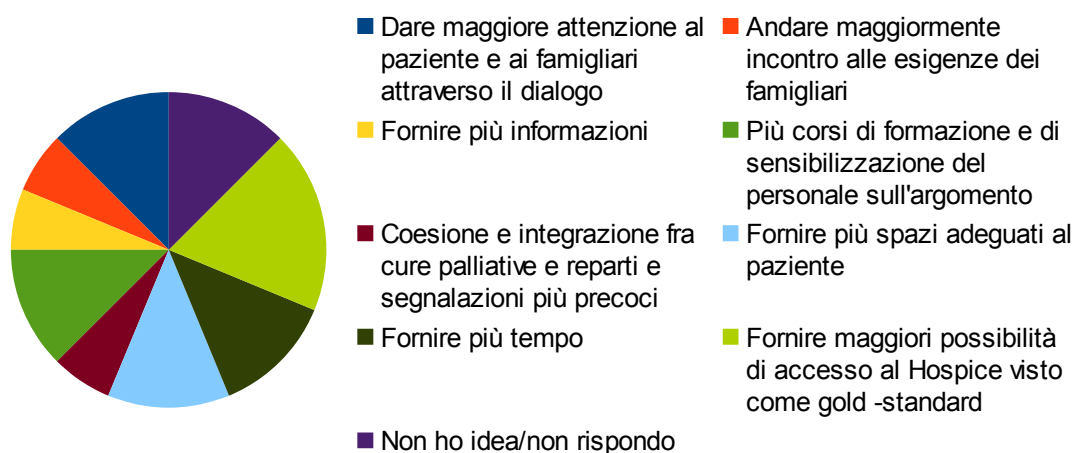 Dare maggiore attenzione al
paziente e ai famigliari
attraverso il dialogo
Andare maggiormente
incontro alle esigenze dei
famigliari
Fornire più informazioni
Più corsi di formazione e di
sensibilizzazione del
personale sull'argomento
Coesione e integrazione fra
cure palliative e reparti e
segnalazioni più precoci
Fornire più spazi adeguati al
paziente
Fornire più tempo
Fornire maggiori possibilità
di accesso al Hospice visto
come gold -standard
Non ho idea/non rispondo